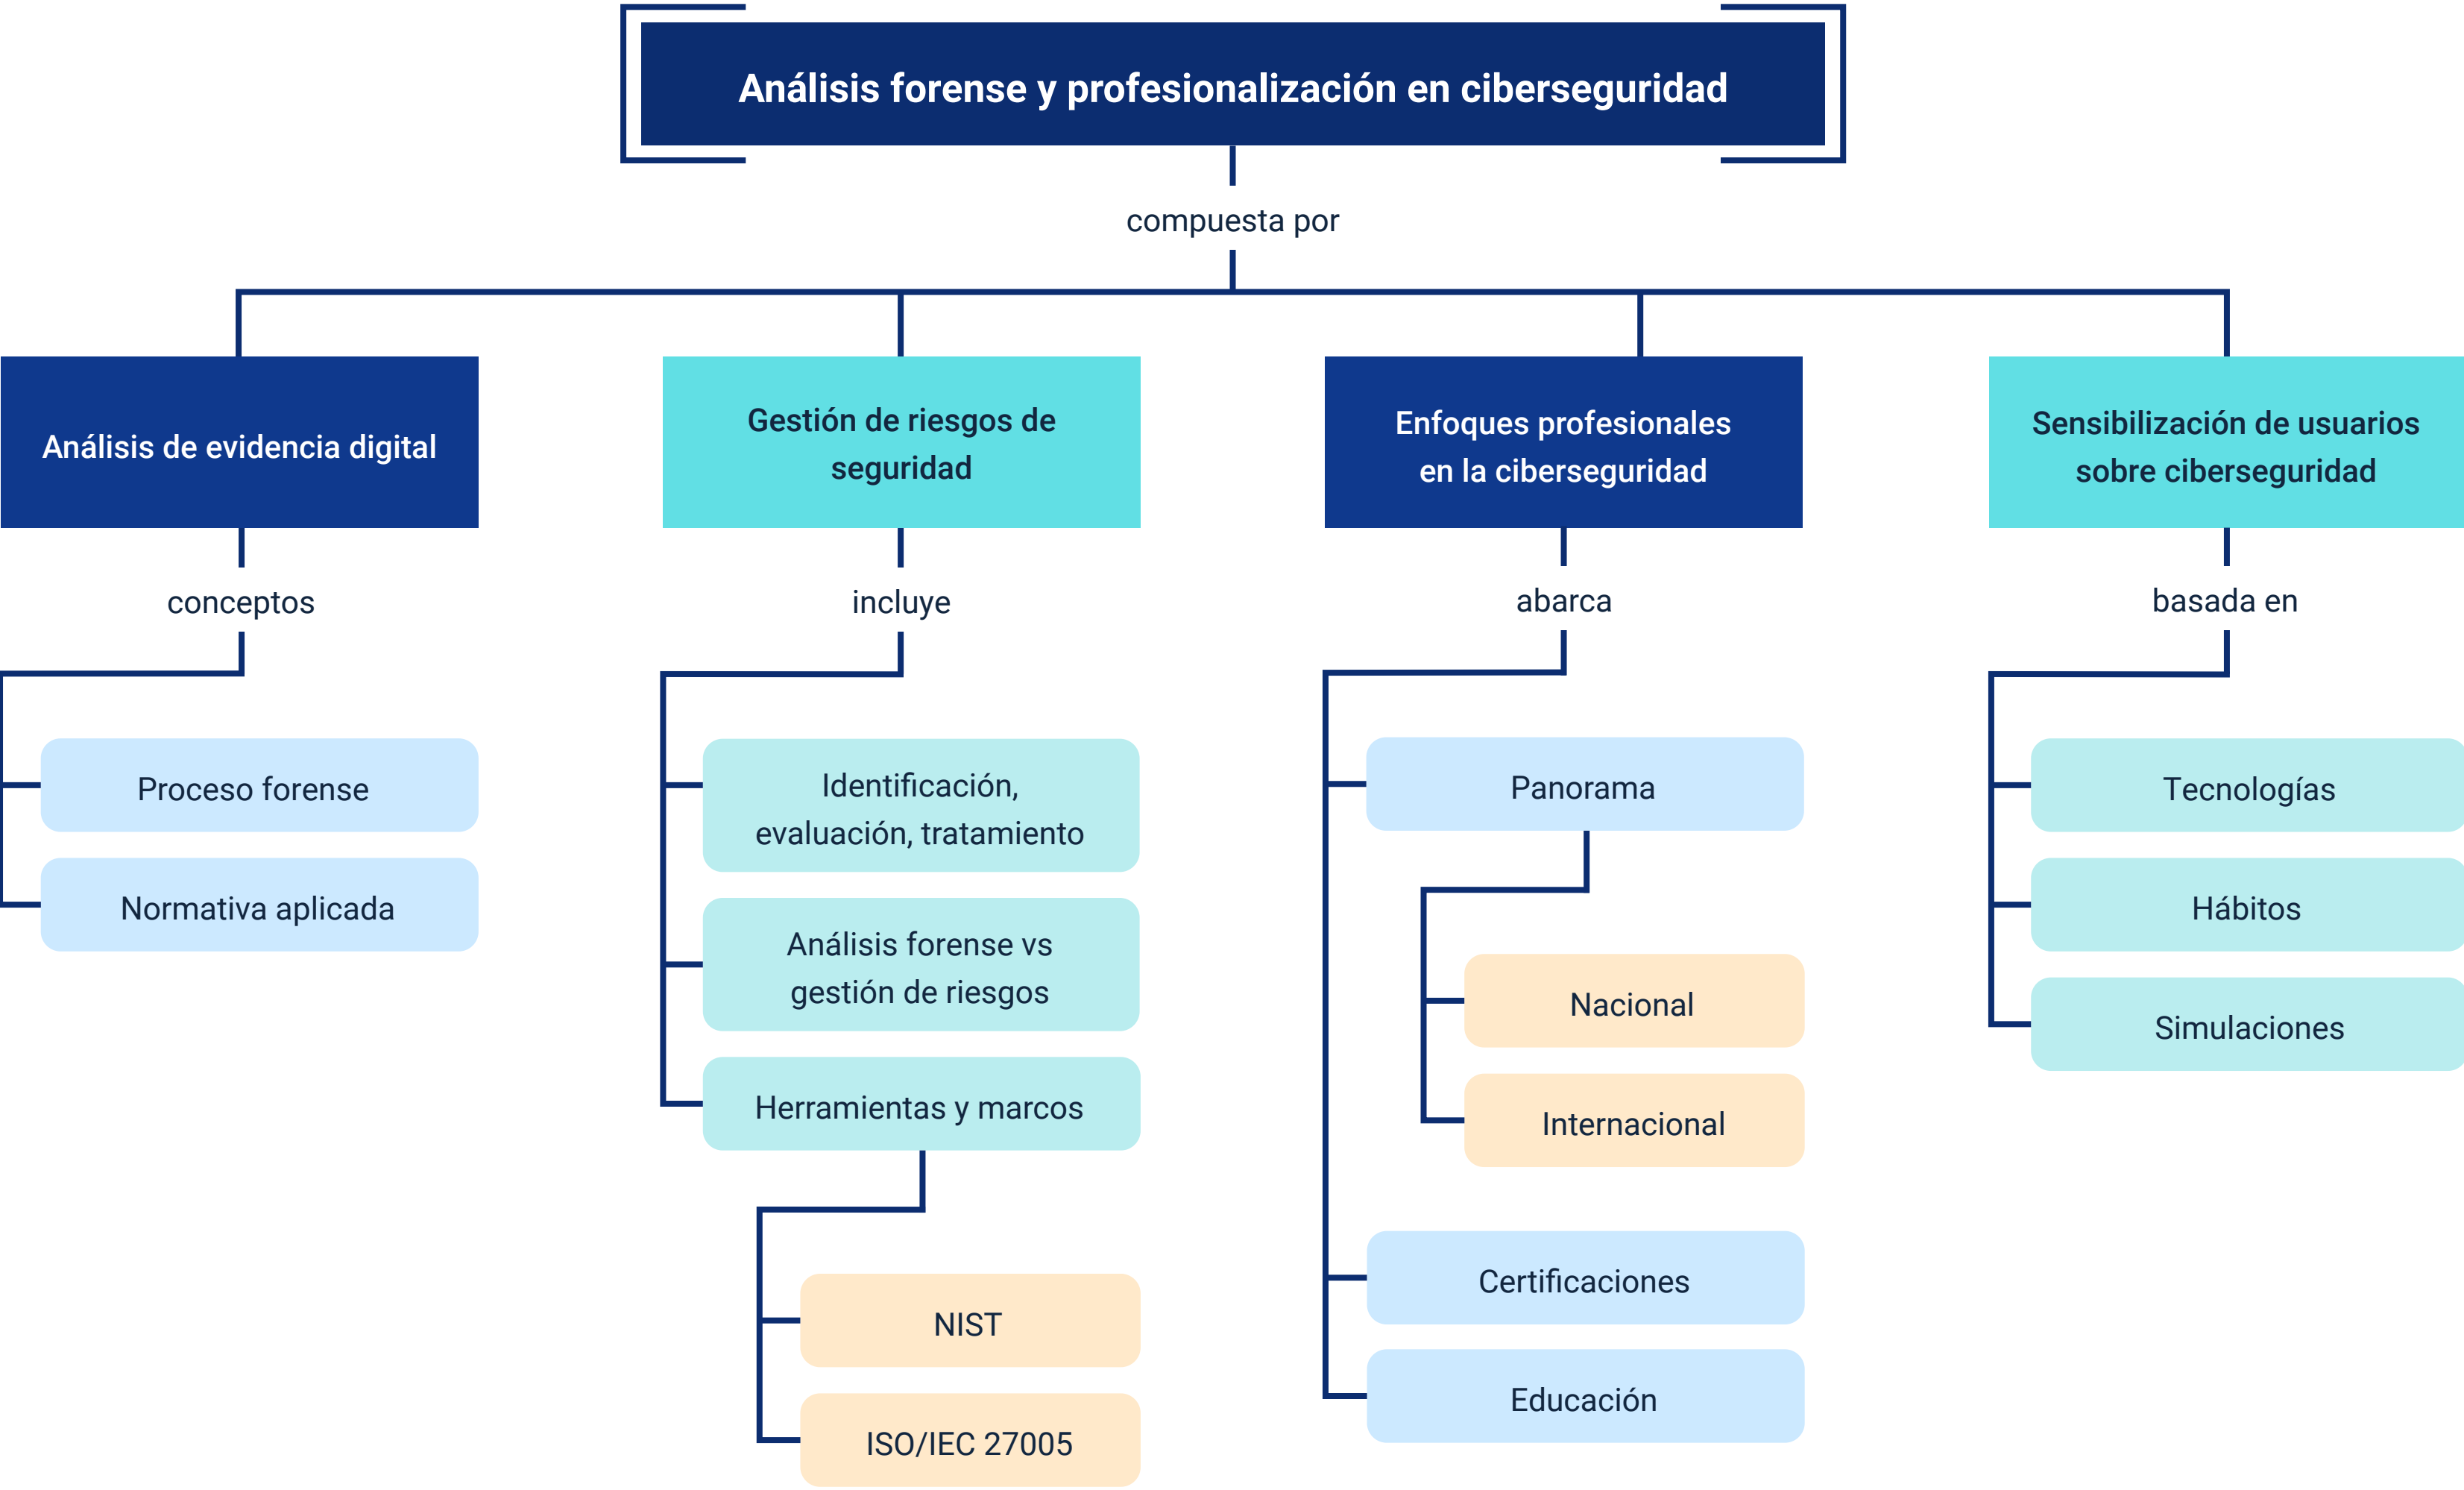 Análisis forense y profesionalización en ciberseguridad
compuesta por
Análisis de evidencia digital
conceptos
Proceso forense
Normativa aplicada
Gestión de riesgos de
seguridad
incluye
Identificación,
evaluación, tratamiento
Análisis forense vs
gestión de riesgos
Herramientas y marcos
NIST
ISO/IEC 27005
Enfoques profesionales
en la ciberseguridad
abarca
Panorama
Nacional
Internacional
Certificaciones
Educación
Sensibilización de usuarios
sobre ciberseguridad
basada en
Tecnologías
Hábitos
Simulaciones